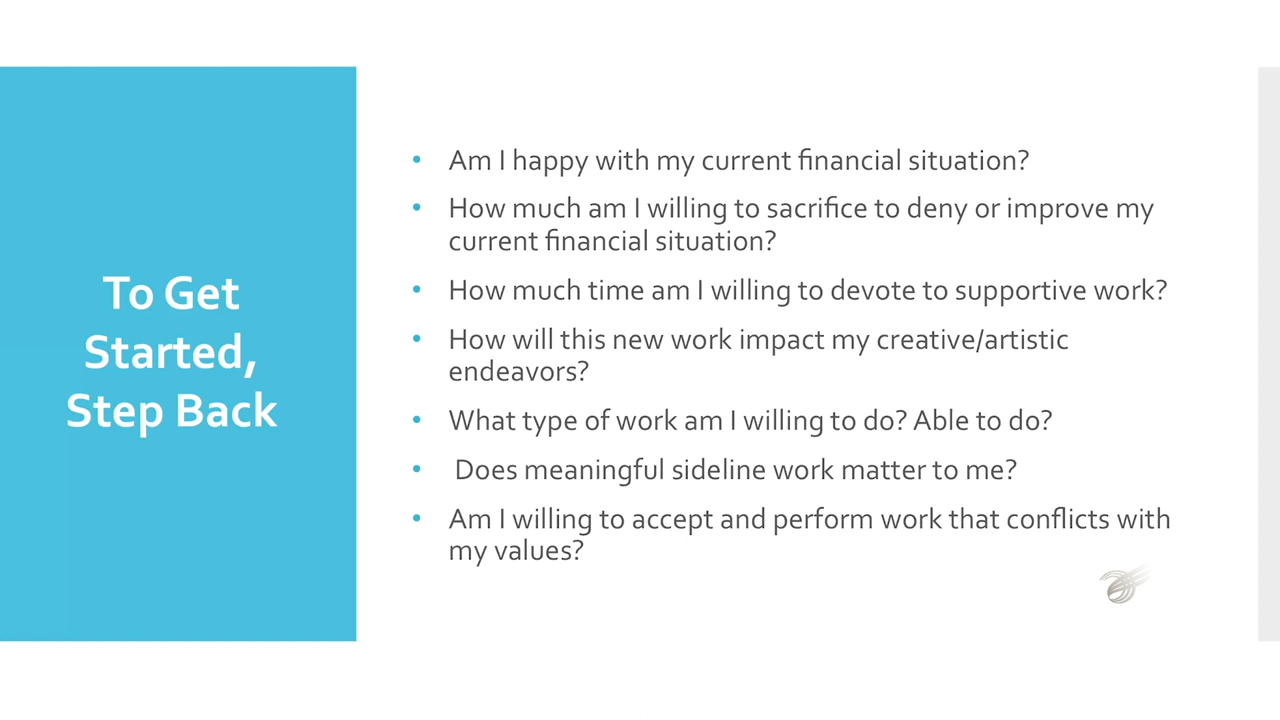 To Get
Started,
Step Back
• Am I happy with my current financial situation?
• How much am I willing to sacrifice to deny or improve my
current financial situation?
• How much time am I willing to devote to supportive work?
• How will this new work impact my creative/artistic
endeavors?
• What type of work am I willing to do? Able to do?
• Does meaningful sideline work matter to me?
• Am I willing to accept and perform work that conflicts with
my values?